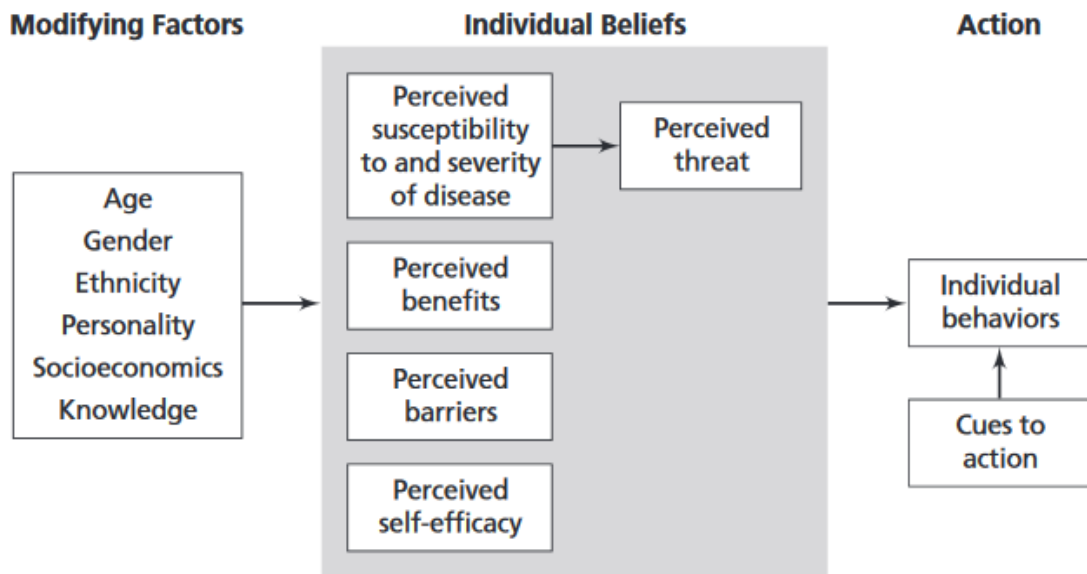 Modifying Factors
Individual Beliefs
Action
Age
Gender
Ethnicity
Personality
Socioeconomics
Knowledge
Perceived
susceptibility
to and severity
of disease
Perceived
threat
Perceived
benefits
Perceived
barriers
Perceived
self-efficacy
Individual
behaviors
Cues to
action